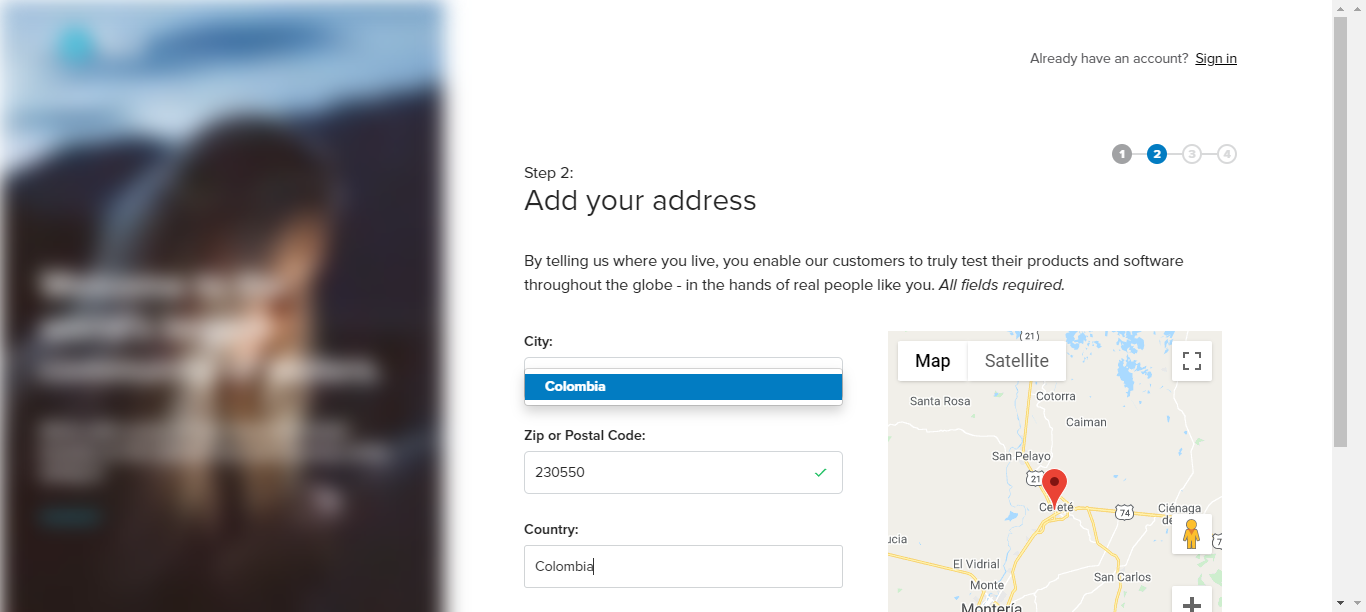 Already have an account? Sign in
1 2 3 4
Step 2:
Add your address
By telling us where you live, you enable our customers to truly test their products and software
throughout the globe - in the hands of real people like you. All fields required.
City:
Colombia
Zip or Postal Code:
230550
Country:
Colombia
21
Map Satellite
Santa Rosa
Cotorra
Caiman
San Pelayo
21
Cereté
74
Ciénaga
de
ucia
El Vidrial
San Carlos
Monte
Montería